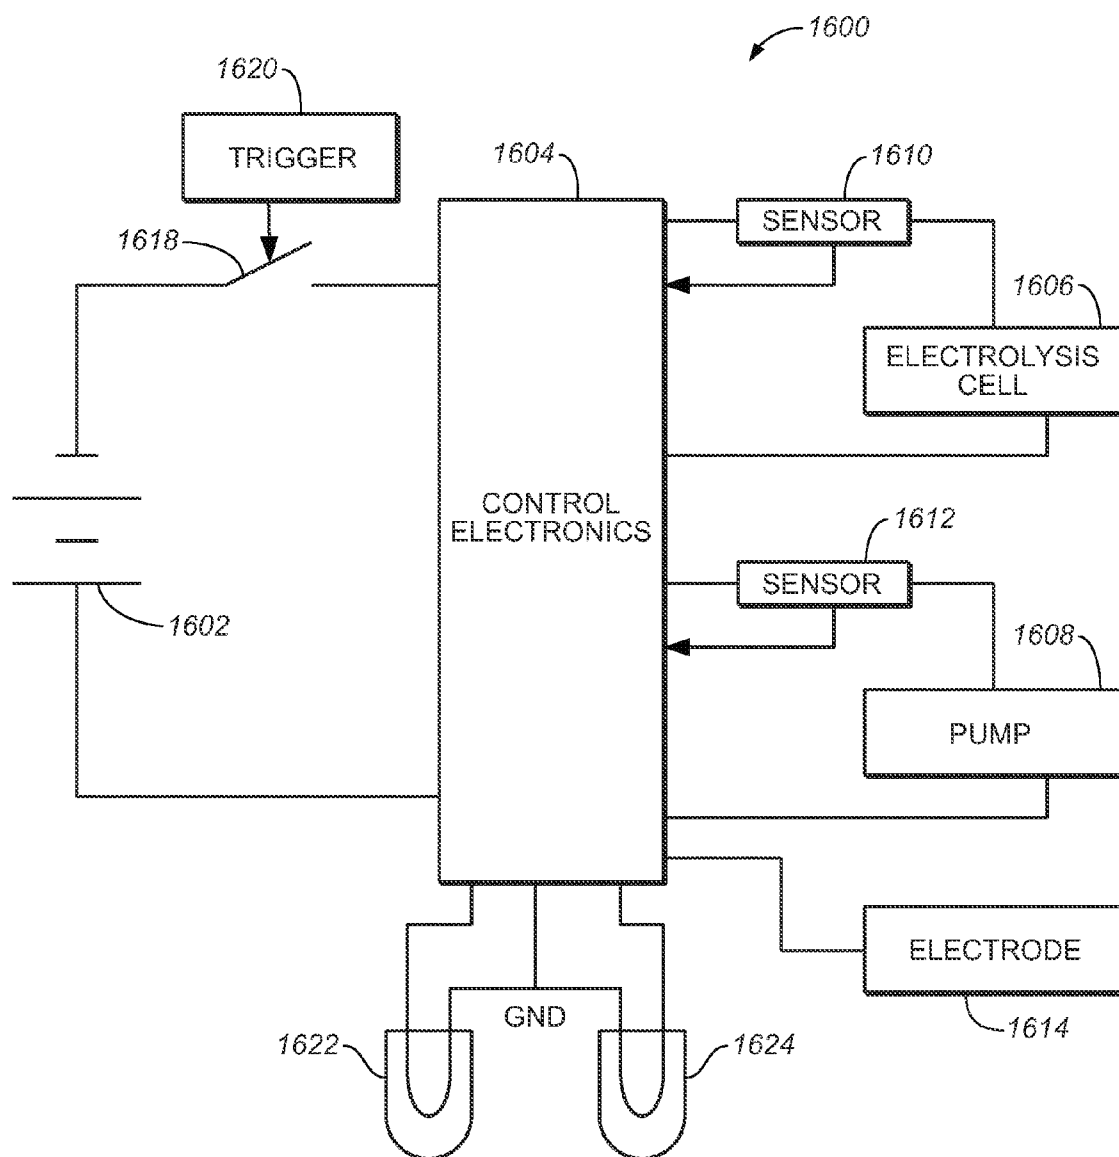 1600
1620
TRIGGER
1604
1610
SENSOR
1618
1606
ELECTROLYSIS
CELL
CONTROL
ELECTRONICS
1612
SENSOR
1602
1608
PUMP
ELECTRODE
GND
1614
1622
1624